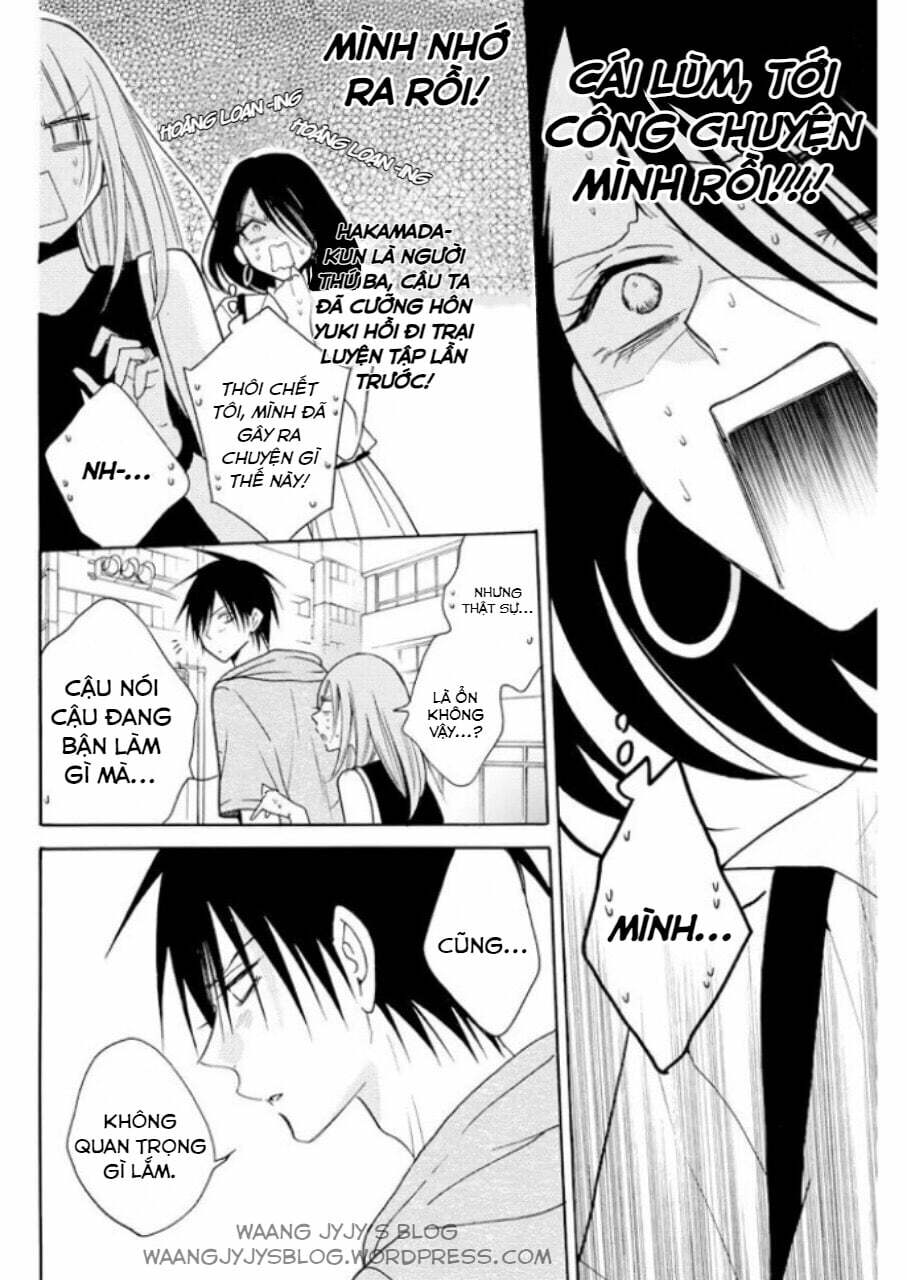 CÁI LÙM, TỚI
CÔNG CHUYỆN
MÌNH RỒI!!!
MÌNH...
MÌNH NHỚ
RA RỒI!
HOẢNG LOẠN -ING
HOẢNG LOẠN -ING
HAKAMADA-
KUN LÀ NGƯỜI
THỨ BA, CẬU TA
ĐÃ CƯỠNG HÔN
YUKI HỒI ĐI TRẠI
LUYỆN TẬP LẦN
TRƯỚC!
THÔI CHẾT
TÔI, MÌNH ĐÃ
GÂY RA
CHUYỆN GÌ
THẾ NÀY!
NH-...
NHƯNG
THẬT SỰ...
LÀ ỔN
KHÔNG
VẬY...?
CẬU NÓI
CẬU ĐANG
BẬN LÀM
GÌ MÀ...
CŨNG...
KHÔNG
QUAN TRỌNG
GÌ LẮM.
WAANG JYJY'S BLOG
WAANGJYJYSBLOG.WORDPRESS.COM